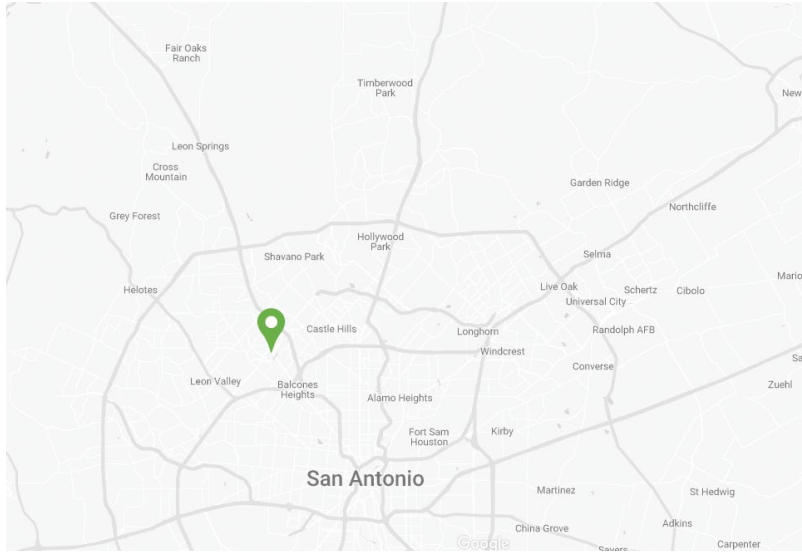 Fair Oaks
Ranch
Timberwood
Park
New
Leon Springs
Cross
Mountain
Garden Ridge
Northcliffe
Grey Forest
Hollywood
Park
Shavano Park
Selma
Mario
Helotes
Live Oak
Schertz
Cibolo
Universal City
Castle Hills
Longhorn
Randolph AFB
Windcrest
Sa
Converse
Leon Valley
Balcones
Heights
Zuehl
Alamo Heights
Fort Sam
Houston
Kirby
San Antonio
Martinez
St Hedwig
China Grove
Adkins
Google
Sayers
Carpenter